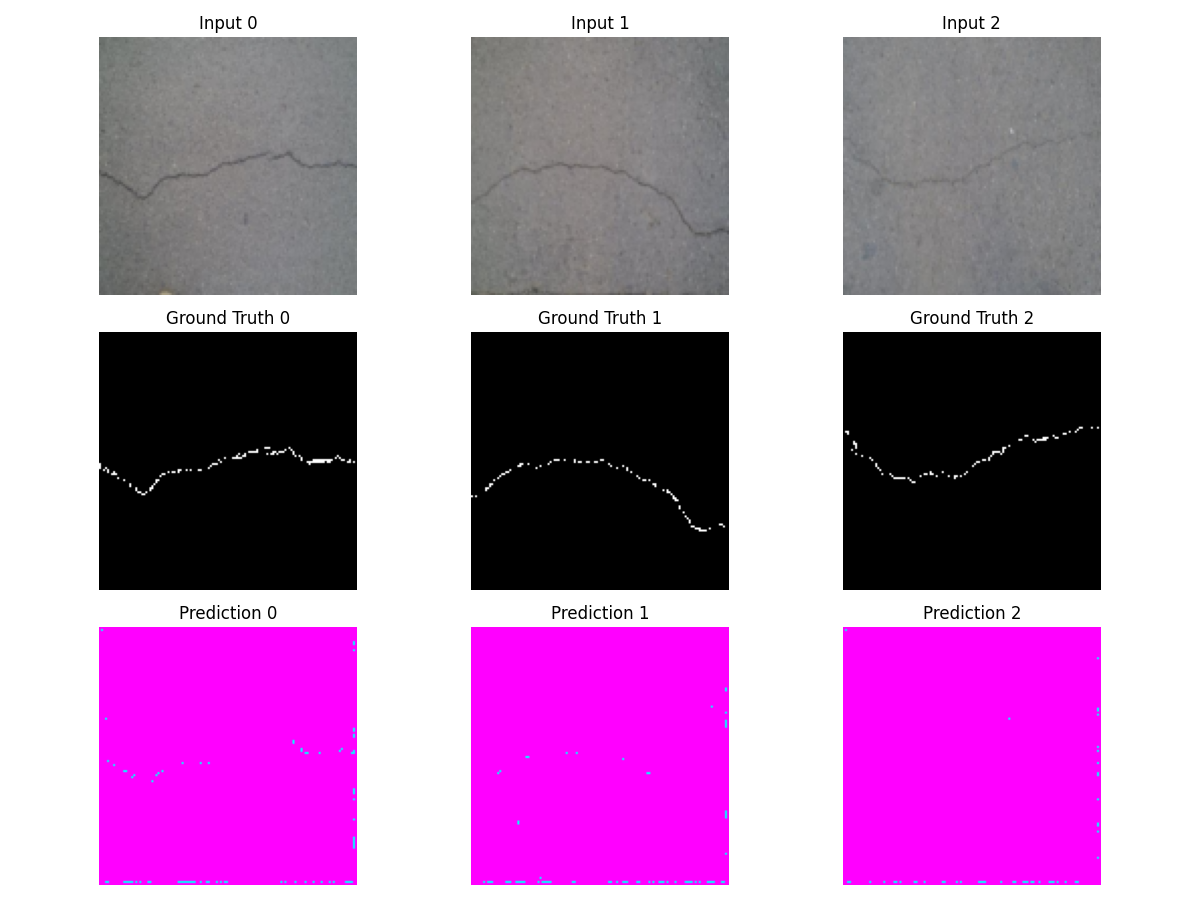 Input 0
Input 1
Input 2
Ground Truth 0
Ground Truth 1
Ground Truth 2
Prediction 0
Prediction 1
Prediction 2